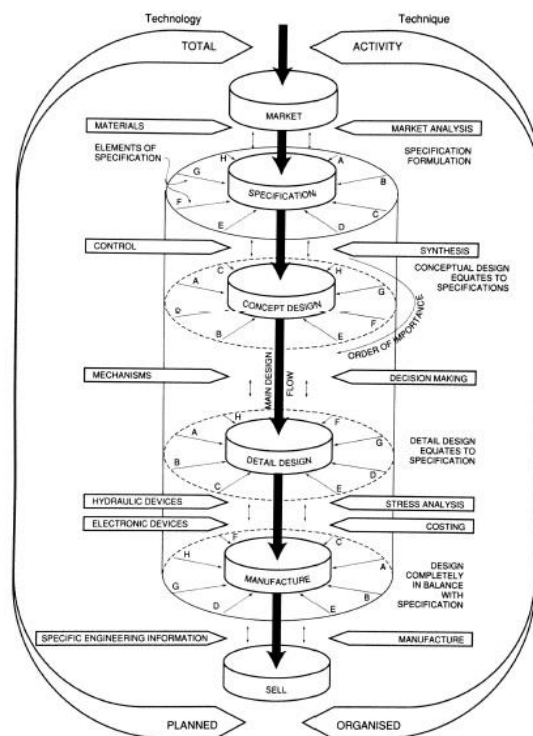 Technology
Technique
TOTAL
ACTIVITY
MARKET
MATERIALS
MARKET ANALYSIS
ELEMENTS OF
SPECIFICATION
SPECIFICATION
FORMULATION
H
A
G
B
SPECIFICATION
F
C
E
D
CONTROL
SYNTHESIS
CONCEPTUAL DESIGN
EQUATES TO
SPECIFICATIONS
C
H
A
G
CONCEPT DESIGN
F
B
E
ORDER OF IMPORTANCE
MAIN DESIGN
FLOW
MECHANISMS
DECISION MAKING
H
F
A
G
DETAIL DESIGN
EQUATES TO
SPECIFICATION
B
DETAIL DESIGN
D
C
E
HYDRAULIC DEVICES
STRESS ANALYSIS
ELECTRONIC DEVICES
COSTING
F
C
H
A
MANUFACTURE
DESIGN
COMPLETELY
IN BALANCE
WITH
SPECIFICATION
G
B
D
E
SPECIFIC ENGINEERING INFORMATION
MANUFACTURE
SELL
PLANNED
ORGANISED